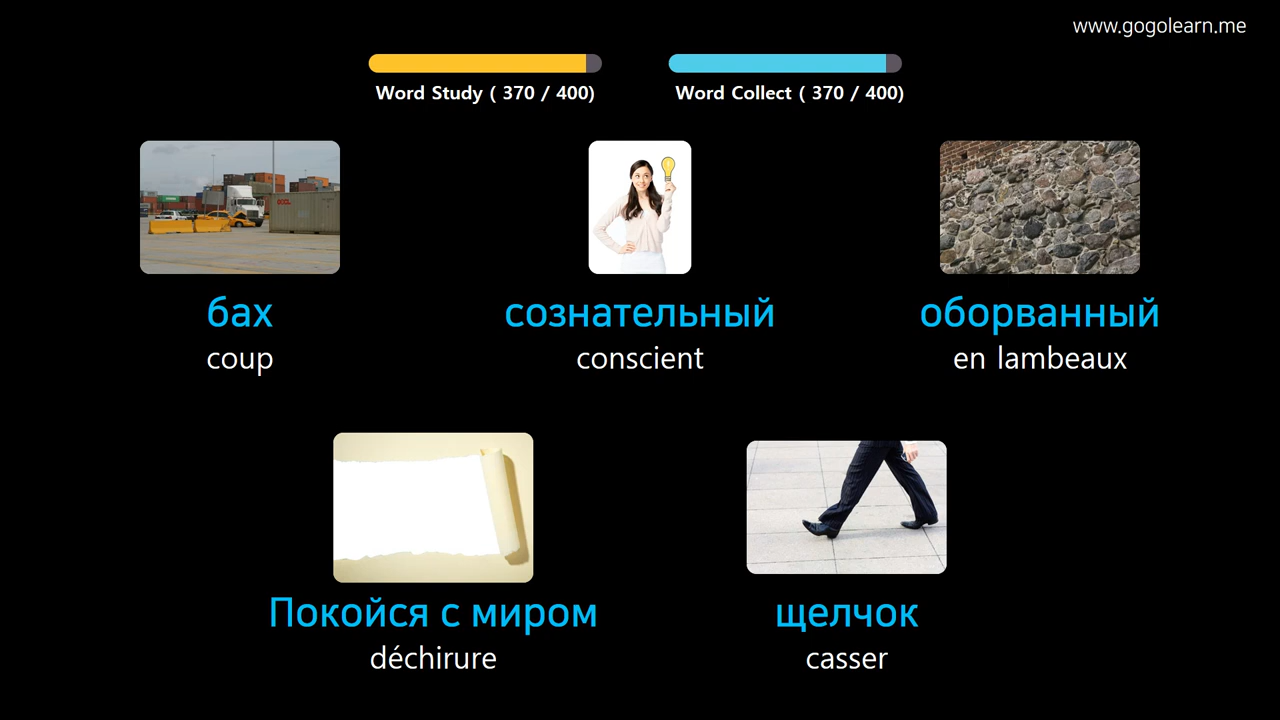 www.gogolearn.me
Word Study ( 370 / 400)
Word Collect ( 370 / 400)
бах
coup
сознательный
conscient
оборванный
en lambeaux
Покойся с миром
déchirure
щелчок
casser